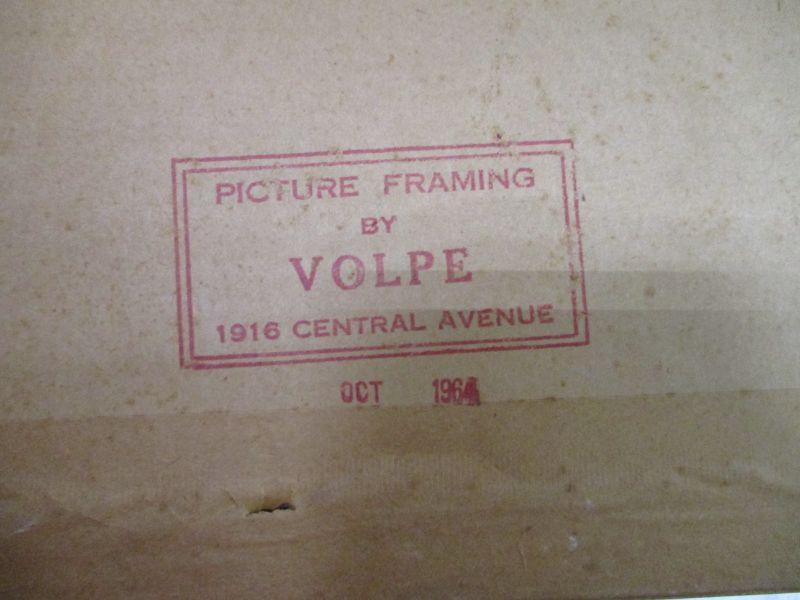 PICTURE FRAMING
BY
VOLPE
1916 CENTRAL AVENUE
OCT 1964